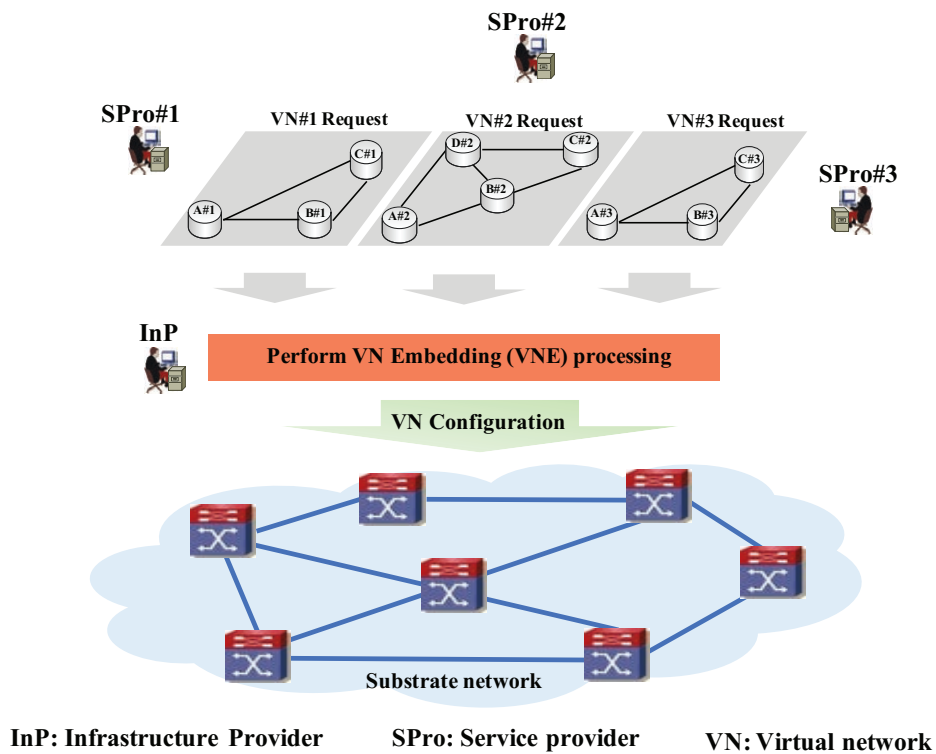 SPro#2
SPro#1
VN#1 Request
VN#2 Request
VN#3 Request
SPro#3
C#1
A#1
B#1
D#2
C#2
B#2
A#2
C#3
A#3
B#3
InP
Perform VN Embedding (VNE) processing
VN Configuration
Substrate network
InP: Infrastructure Provider
SPro: Service provider
VN: Virtual network